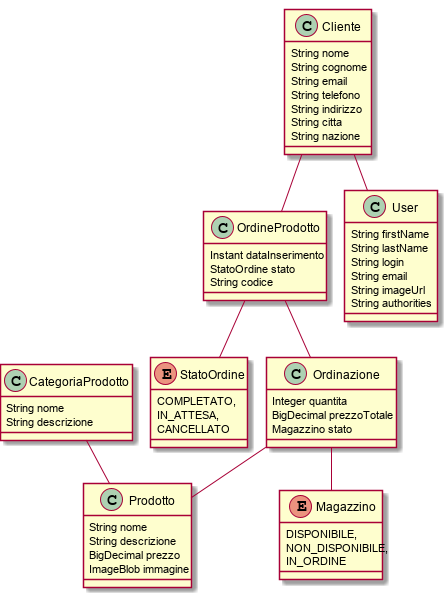 C Cliente
String nome
String cognome
String email
String telefono
String indirizzo
String citta
String nazione
C User
String firstName
String lastName
String login
String email
String imageUrl
String authorities
C OrdineProdotto
Instant dataInserimento
StatoOrdine stato
String codice
E StatoOrdine
COMPLETATO,
IN_ATTESA,
CANCELLATO
C Ordinazione
Integer quantita
BigDecimal prezzoTotale
Magazzino stato
C CategoriaProdotto
String nome
String descrizione
C Prodotto
String nome
String descrizione
BigDecimal prezzo
ImageBlob immagine
E Magazzino
DISPONIBILE,
NON_DISPONIBILE,
IN_ORDINE